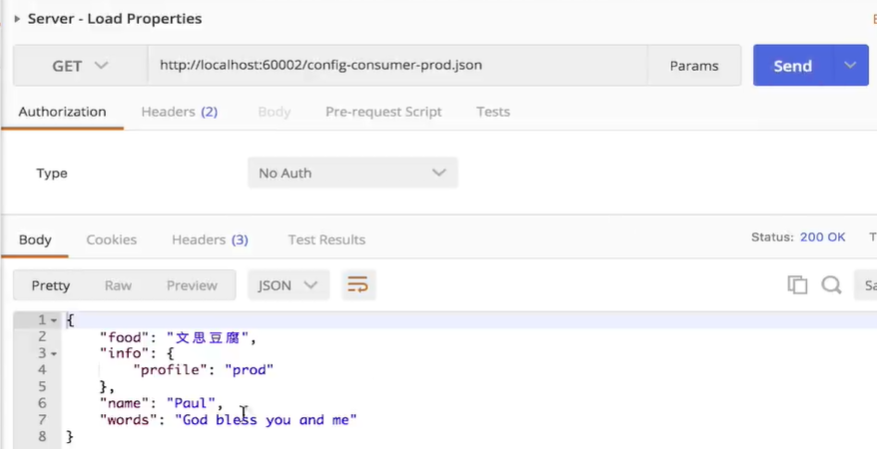 Server - Load Properties
GET http://localhost:60002/config-consumer-prod.json Params Send
Authorization Headers (2) Body Pre-request Script Tests
Type No Auth
Body Cookies Headers (3) Test Results Status: 200 OK
Pretty Raw Preview JSON
1 {
2 "food": "文思豆腐",
3 "info": {
4 "profile": "prod"
5 },
6 "name": "Paul",
7 "words": "God bless you and me"
8 }